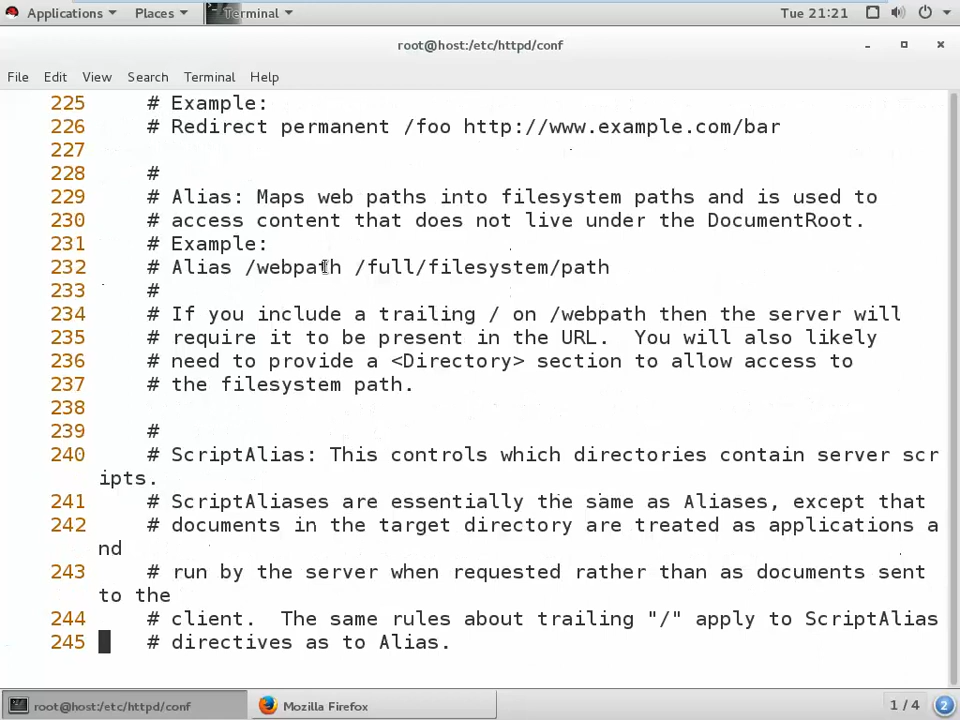 Applications Places Terminal Tue 21:21
root@host:/etc/httpd/conf
File Edit View Search Terminal Help
225 # Example:
226 # Redirect permanent /foo http://www.example.com/bar
227
228 #
229 # Alias: Maps web paths into filesystem paths and is used to
230 # access content that does not live under the DocumentRoot.
231 # Example:
232 # Alias /webpath /full/filesystem/path
233 #
234 # If you include a trailing / on /webpath then the server will
235 # require it to be present in the URL.  You will also likely
236 # need to provide a <Directory> section to allow access to
237 # the filesystem path.
238
239 #
240 # ScriptAlias: This controls which directories contain server scr
ipts.
241 # ScriptAliases are essentially the same as Aliases, except that
242 # documents in the target directory are treated as applications a
nd
243 # run by the server when requested rather than as documents sent
to the
244 # client.  The same rules about trailing "/" apply to ScriptAlias
245 # directives as to Alias.
root@host:/etc/httpd/conf Mozilla Firefox 1 / 4 2